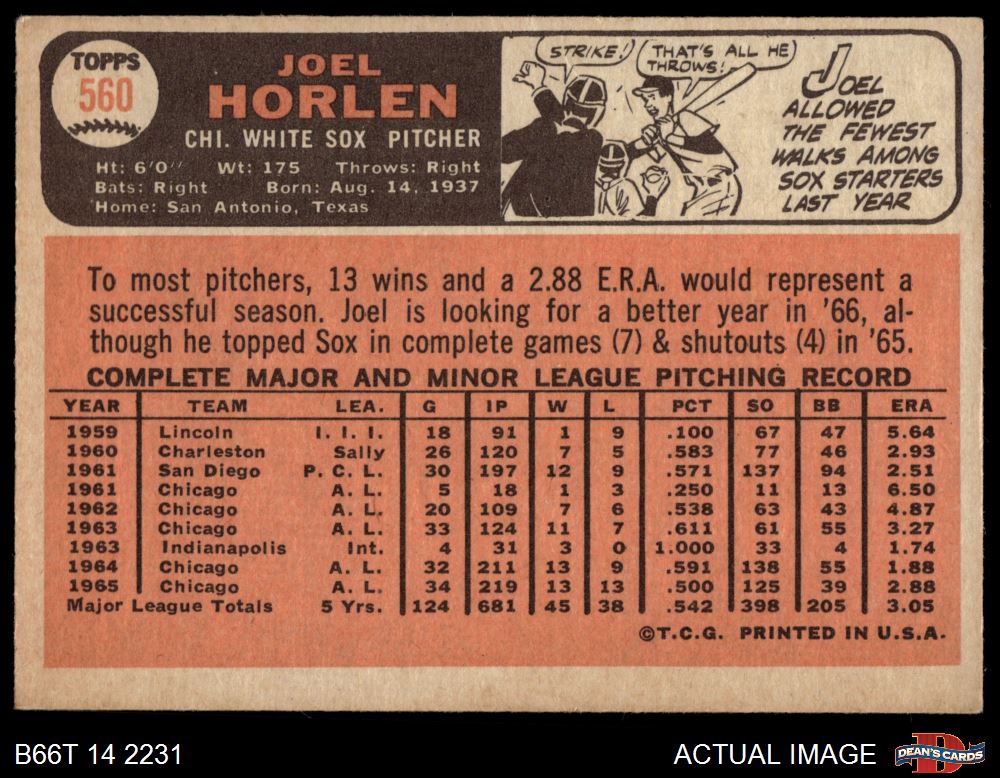 TOPPS
560
JOEL
HORLEN
CHI. WHITE SOX PITCHER
Ht: 6'0" Wt: 175 Throws: Right
Bats: Right Born: Aug. 14, 1937
Home: San Antonio, Texas
STRIKE!
THAT'S ALL HE
THROWS!
JOEL
ALLOWED
THE FEWEST
WALKS AMONG
SOX STARTERS
LAST YEAR
To most pitchers, 13 wins and a 2.88 E.R.A. would represent a
successful season. Joel is looking for a better year in '66, al-
though he topped Sox in complete games (7) & shutouts (4) in '65.
COMPLETE MAJOR AND MINOR LEAGUE PITCHING RECORD
YEAR TEAM LEA. G IP W L PCT SO BB ERA
1959 Lincoln I. I. I. 18 91 1 9 .100 67 47 5.64
1960 Charleston Sally 26 120 7 5 .583 77 46 2.93
1961 San Diego P. C. L. 30 197 12 9 .571 137 94 2.51
1961 Chicago A. L. 5 18 1 3 .250 11 13 6.50
1962 Chicago A. L. 20 109 7 6 .538 63 43 4.87
1963 Chicago A. L. 33 124 11 7 .611 61 55 3.27
1963 Indianapolis Int. 4 31 3 0 1.000 33 4 1.74
1964 Chicago A. L. 32 211 13 9 .591 138 55 1.88
1965 Chicago A. L. 34 219 13 13 .500 125 39 2.88
Major League Totals 5 Yrs. 124 681 45 38 .542 398 205 3.05
©T.C.G. PRINTED IN U.S.A.
B66T 14 2231
ACTUAL IMAGE
DEAN'S CARDS